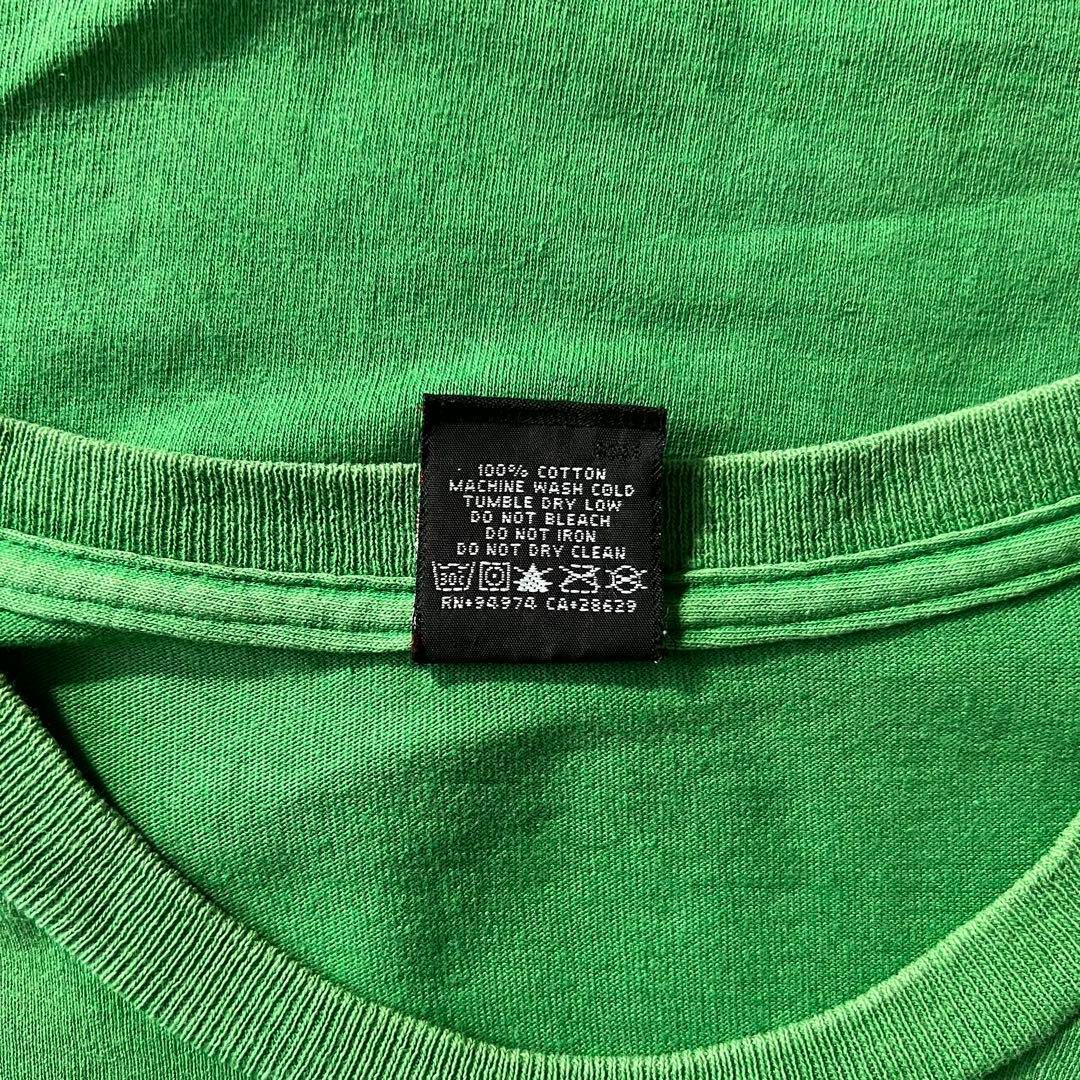 100% COTTON
MACHINE WASH COLD
TUMBLE DRY LOW
DO NOT BLEACH
DO NOT IRON
DO NOT DRY CLEAN
30C
RN•94974 CA•28629